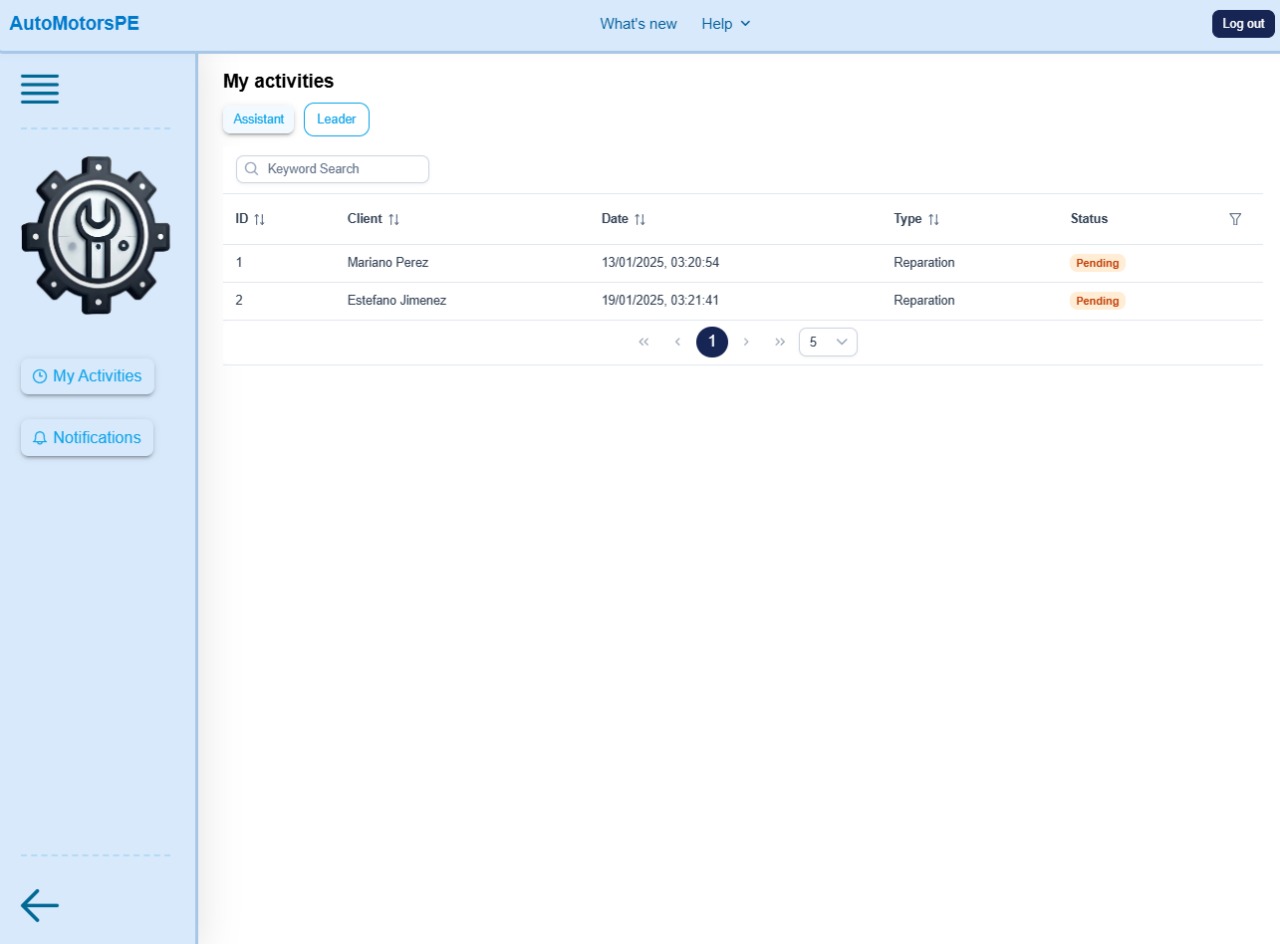 AutoMotorsPE What's new Help Log out
My activities
Assistant Leader
Keyword Search
ID Client Date Type Status
1 Mariano Perez 13/01/2025, 03:20:54 Reparation Pending
2 Estefano Jimenez 19/01/2025, 03:21:41 Reparation Pending
1 5
My Activities
Notifications